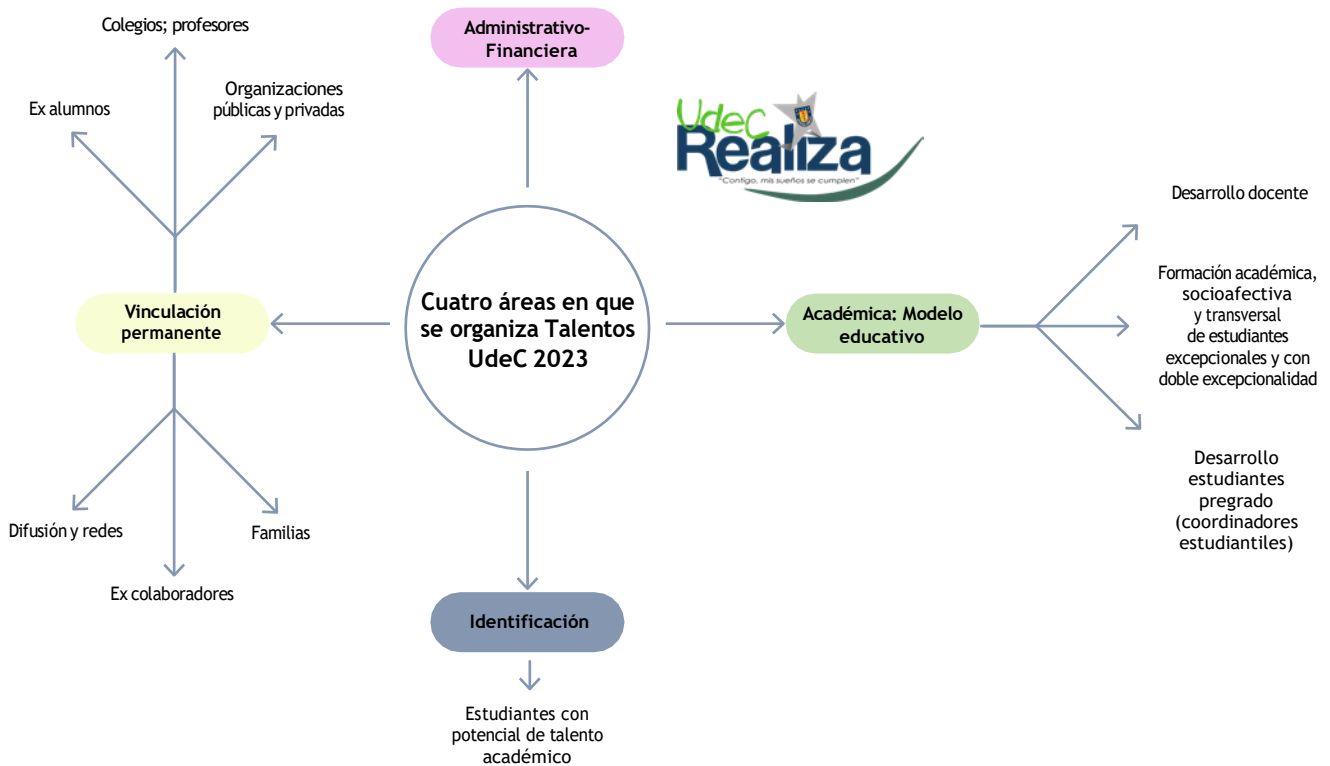 Colegios; profesores
Administrativo-
Financiera
Organizaciones
públicas y privadas
Ex alumnos
UdeC
Realiza
"Contigo, mis sueños se cumplen"
Desarrollo docente
Formación académica,
socioafectiva
y transversal
de estudiantes
excepcionales y con
doble excepcionalidad
Cuatro áreas en que
se organiza Talentos
UdeC 2023
Vinculación
permanente
Académica: Modelo
educativo
Desarrollo
estudiantes
pregrado
(coordinadores
estudiantiles)
Difusión y redes
Familias
Ex colaboradores
Identificación
Estudiantes con
potencial de talento
académico